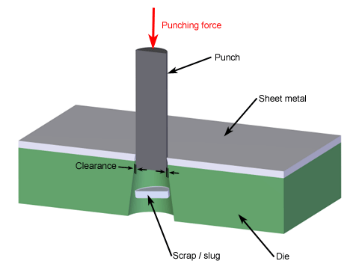 Punching force
Punch
Sheet metal
Clearance
Scrap / slug
Die